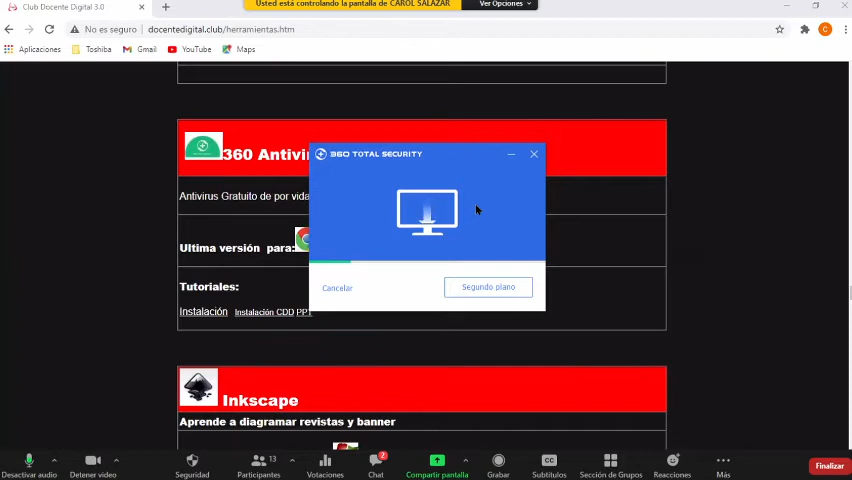 Usted está controlando la pantalla de CAROL SALAZAR
Ver Opciones
Club Docente Digital 3.0
No es seguro
docentedigital.club/herramientas.htm
C
Aplicaciones
Toshiba
Gmail
YouTube
Maps
360 Antivir
360 TOTAL SECURITY
Antivirus Gratuito de por vida
Ultima versión para:
Cancelar
Segundo plano
Tutoriales:
Instalación
Instalación CDD PPT
Inkscape
Aprende a diagramar revistas y banner
13
2
CC
Desactivar audio
Detener video
Seguridad
Participantes
Votaciones
Chat
Compartir pantalla
Grabar
Subtítulos
Sección de Grupos
Reacciones
Más
Finalizar